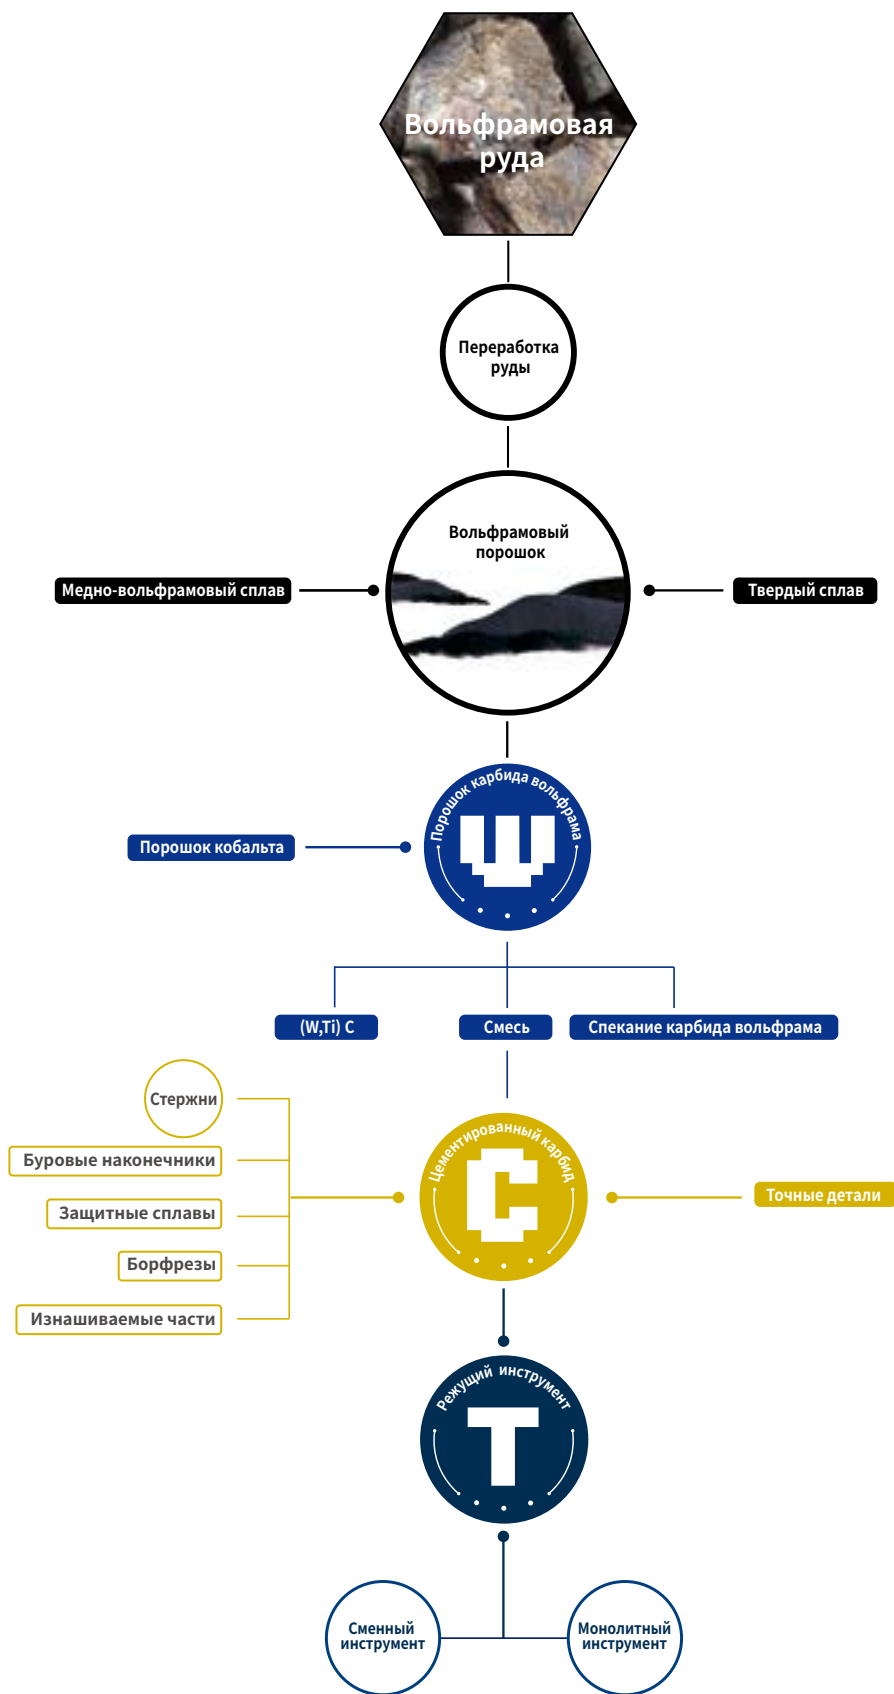 Вольфрамовая
руда
Переработка
руды
Вольфрамовый
порошок
Медно-вольфрамовый сплав
Твердый сплав
Порошок карбида вольфрама
W
Порошок кобальта
(W,Ti) C
Смесь
Спекание карбида вольфрама
Стержни
Буровые наконечники
Защитные сплавы
Борфрезы
Изнашиваемые части
Цементированный карбид
C
Точные детали
Режущий инструмент
T
Сменный
инструмент
Монолитный
инструмент